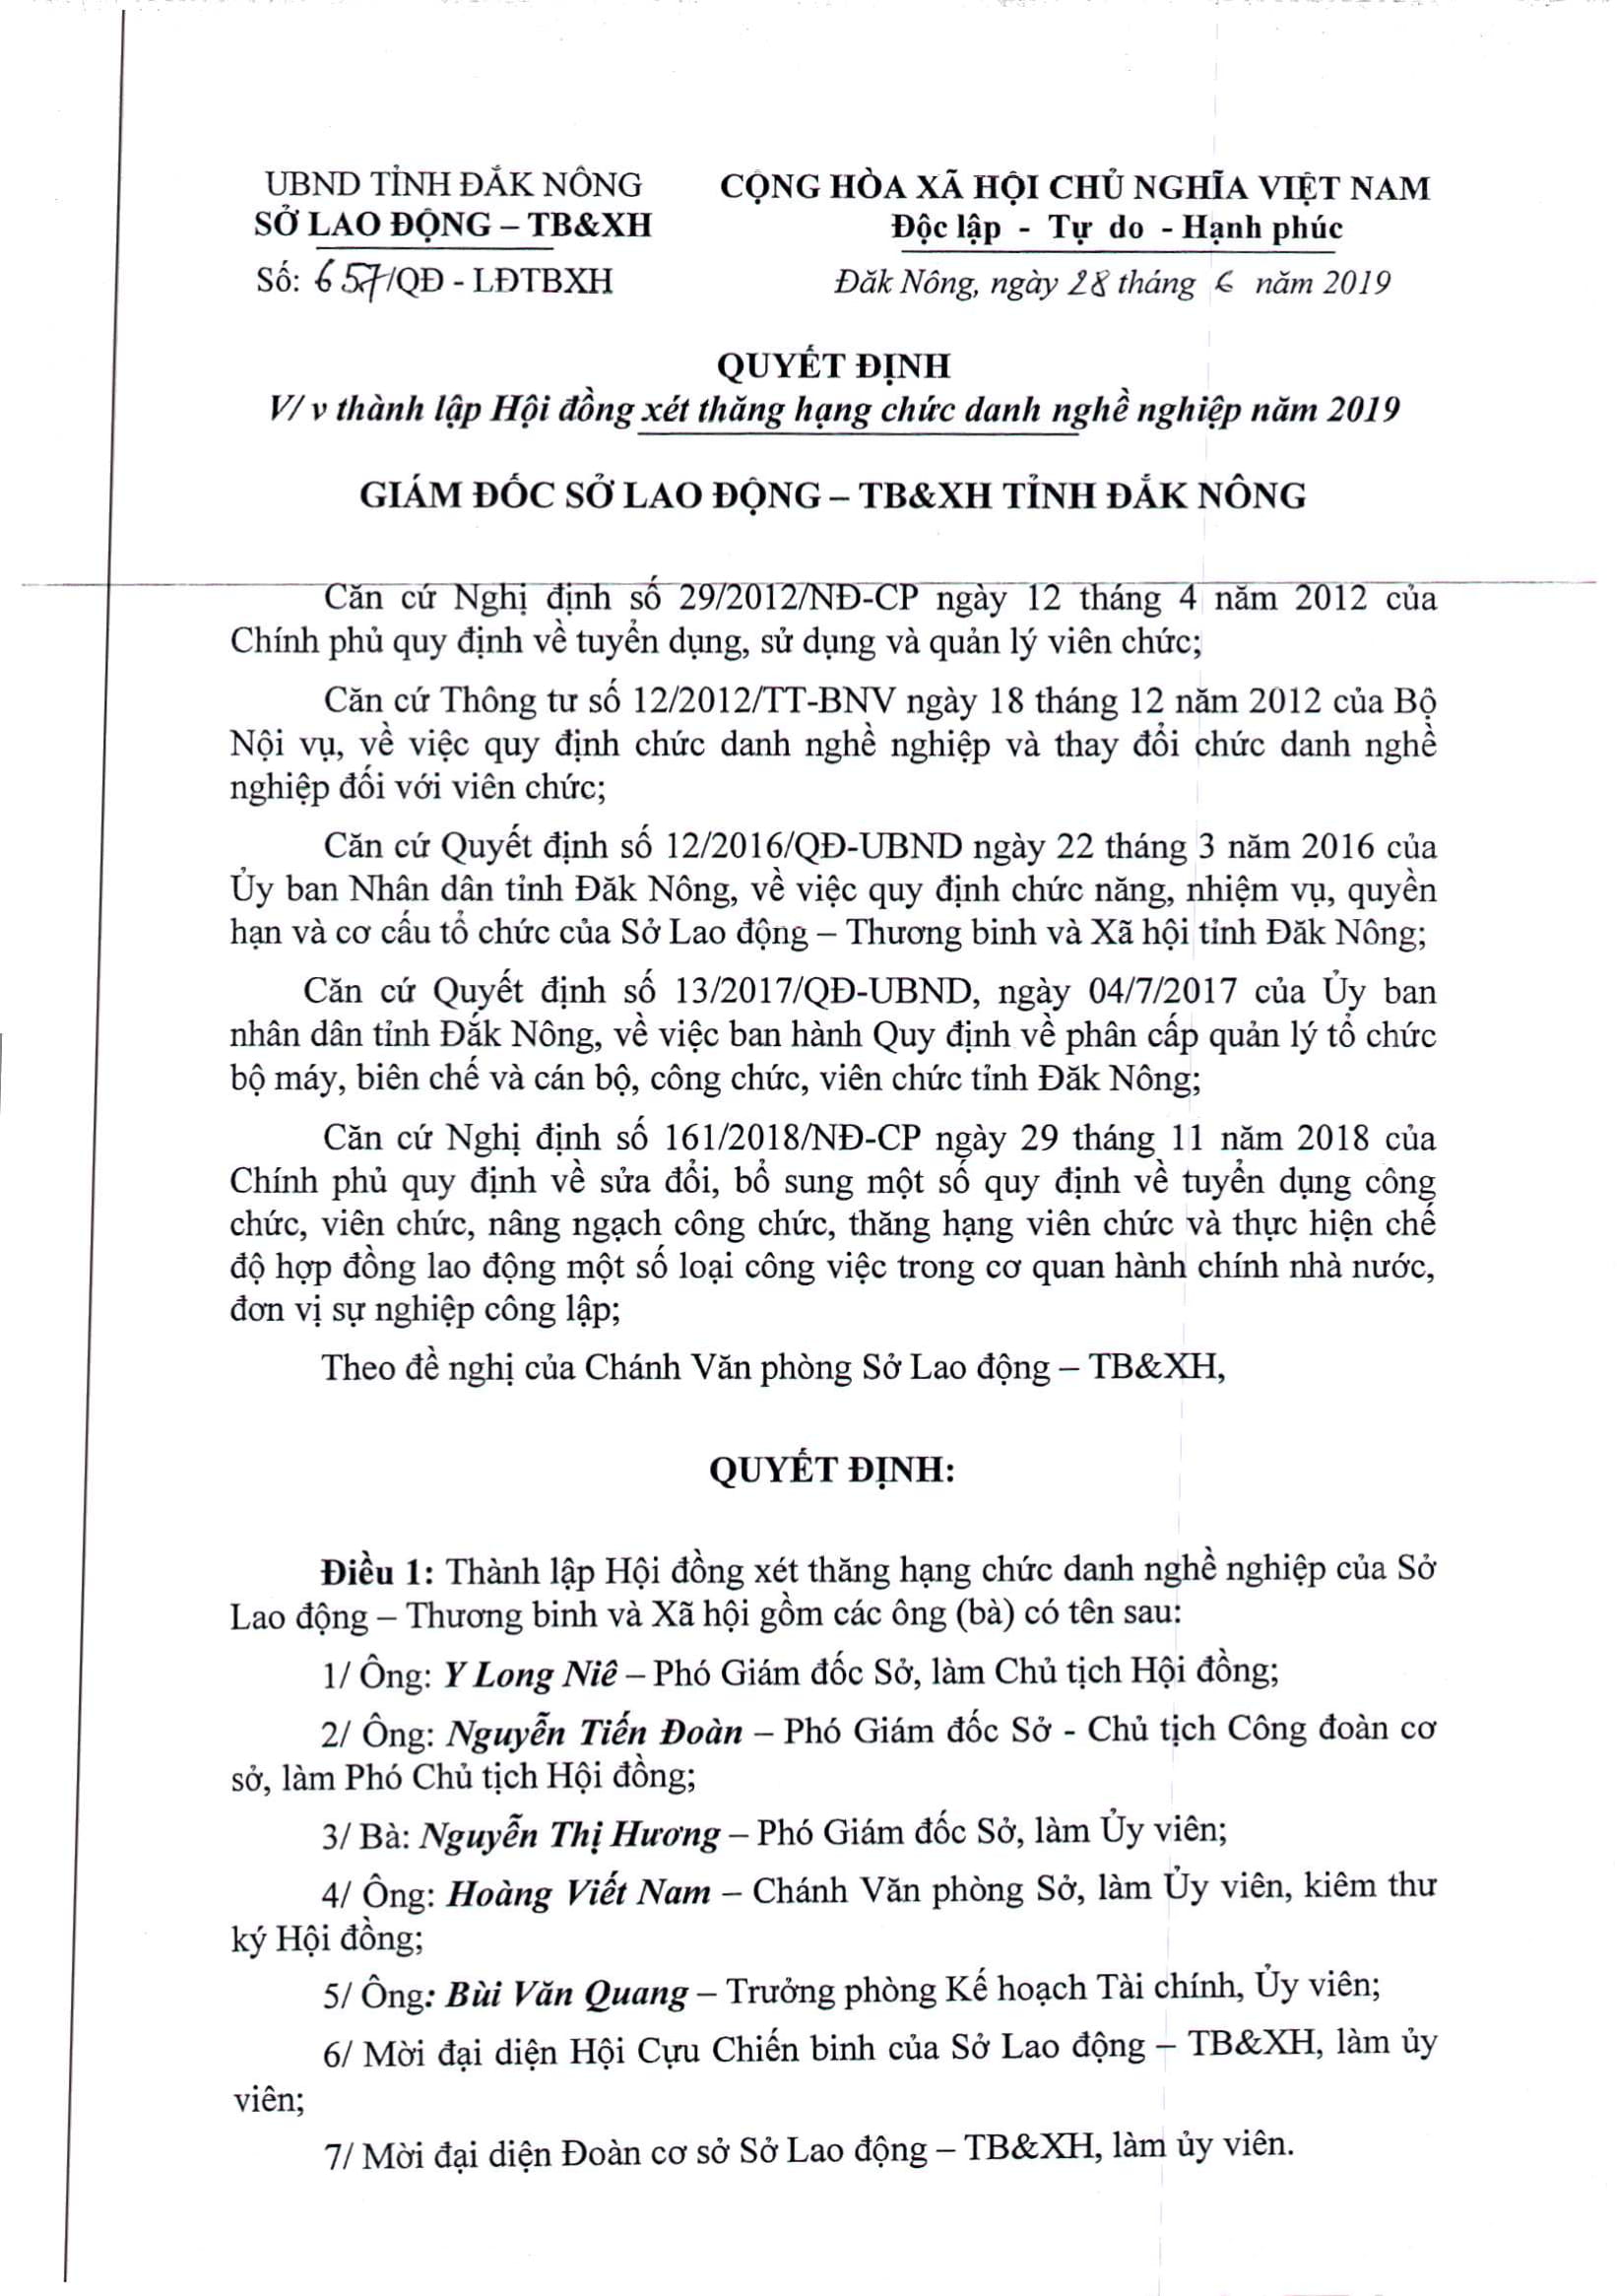 UBND TỈNH ĐẮK NÔNG
SỞ LAO ĐỘNG – TB&XH
Số: 657/QĐ - LĐTBXH
CỘNG HÒA XÃ HỘI CHỦ NGHĨA VIỆT NAM
Độc lập - Tự do - Hạnh phúc
Đăk Nông, ngày 28 tháng 6 năm 2019
QUYẾT ĐỊNH
V/ v thành lập Hội đồng xét thăng hạng chức danh nghề nghiệp năm 2019
GIÁM ĐỐC SỞ LAO ĐỘNG – TB&XH TỈNH ĐẮK NÔNG
Căn cứ Nghị định số 29/2012/NĐ-CP ngày 12 tháng 4 năm 2012 của
Chính phủ quy định về tuyển dụng, sử dụng và quản lý viên chức;
Căn cứ Thông tư số 12/2012/TT-BNV ngày 18 tháng 12 năm 2012 của Bộ
Nội vụ, về việc quy định chức danh nghề nghiệp và thay đổi chức danh nghề
nghiệp đối với viên chức;
Căn cứ Quyết định số 12/2016/QĐ-UBND ngày 22 tháng 3 năm 2016 của
Ủy ban Nhân dân tỉnh Đăk Nông, về việc quy định chức năng, nhiệm vụ, quyền
hạn và cơ cấu tổ chức của Sở Lao động – Thương binh và Xã hội tỉnh Đăk Nông;
Căn cứ Quyết định số 13/2017/QĐ-UBND, ngày 04/7/2017 của Ủy ban
nhân dân tỉnh Đắk Nông, về việc ban hành Quy định về phân cấp quản lý tổ chức
bộ máy, biên chế và cán bộ, công chức, viên chức tỉnh Đăk Nông;
Căn cứ Nghị định số 161/2018/NĐ-CP ngày 29 tháng 11 năm 2018 của
Chính phủ quy định về sửa đổi, bổ sung một số quy định về tuyển dụng công
chức, viên chức, nâng ngạch công chức, thăng hạng viên chức và thực hiện chế
độ hợp đồng lao động một số loại công việc trong cơ quan hành chính nhà nước,
đơn vị sự nghiệp công lập;
Theo đề nghị của Chánh Văn phòng Sở Lao động – TB&XH,
QUYẾT ĐỊNH:
Điều 1: Thành lập Hội đồng xét thăng hạng chức danh nghề nghiệp của Sở
Lao động – Thương binh và Xã hội gồm các ông (bà) có tên sau:
1/ Ông: Y Long Niê – Phó Giám đốc Sở, làm Chủ tịch Hội đồng;
2/ Ông: Nguyễn Tiến Đoàn – Phó Giám đốc Sở - Chủ tịch Công đoàn cơ
sở, làm Phó Chủ tịch Hội đồng;
3/ Bà: Nguyễn Thị Hương – Phó Giám đốc Sở, làm Ủy viên;
4/ Ông: Hoàng Viết Nam – Chánh Văn phòng Sở, làm Ủy viên, kiêm thư
ký Hội đồng;
5/ Ông: Bùi Văn Quang – Trưởng phòng Kế hoạch Tài chính, Ủy viên;
6/ Mời đại diện Hội Cựu Chiến binh của Sở Lao động – TB&XH, làm ủy
viên;
7/ Mời đại diện Đoàn cơ sở Sở Lao động – TB&XH, làm ủy viên.